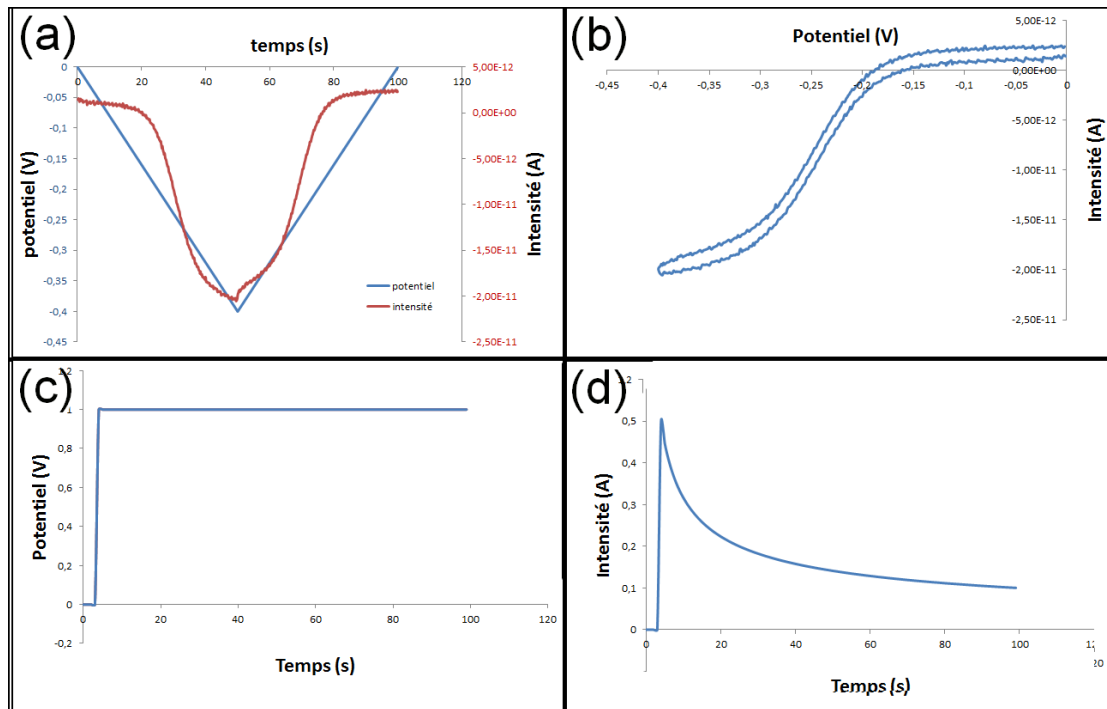 (a)
temps (s)
0 20 40 60 80 100 120
0
-0,05
-0,1
-0,15
-0,2
-0,25
-0,3
-0,35
-0,4
-0,45
potentiel (V)
5,00E-12
0,00E+00
-5,00E-12
-1,00E-11
-1,50E-11
-2,00E-11
-2,50E-11
Intensité (A)
potentiel
intensité
(b)
Potentiel (V)
-0,45 -0,4 -0,35 -0,3 -0,25 -0,2 -0,15 -0,1 -0,05 0
5,00E-12
0,00E+00
-5,00E-12
-1,00E-11
-1,50E-11
-2,00E-11
-2,50E-11
Intensité (A)
(c)
1
0,8
0,6
0,4
0,2
0
-0,2
Potentiel (V)
0 20 40 60 80 100 120
Temps (s)
(d)
0,5
0,4
0,3
0,2
0,1
0
Intensité (A)
0 20 40 60 80 100
20
Temps (s)